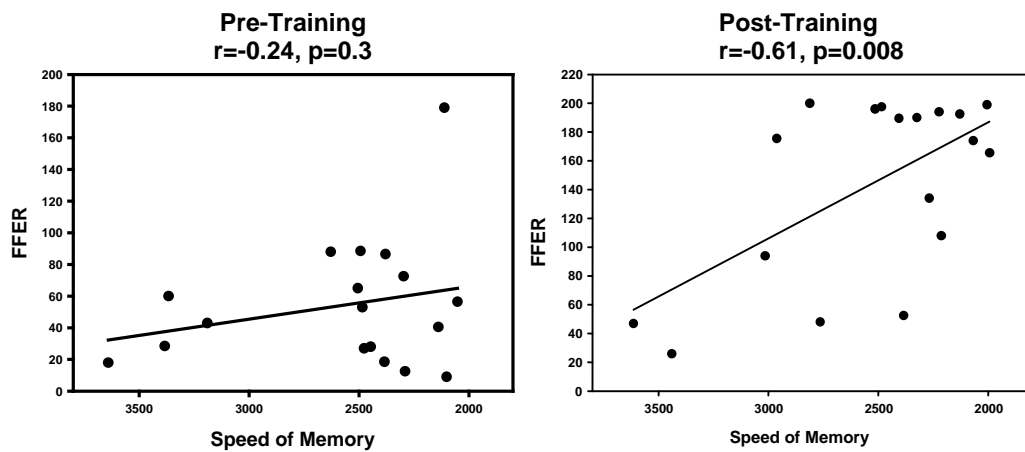 Pre-Training
r=-0.24, p=0.3
200
180
160
140
120
100
80
60
40
20
0
FFER
3500 3000 2500 2000
Speed of Memory
Post-Training
r=-0.61, p=0.008
220
200
180
160
140
120
100
80
60
40
20
0
FFER
3500 3000 2500 2000
Speed of Memory